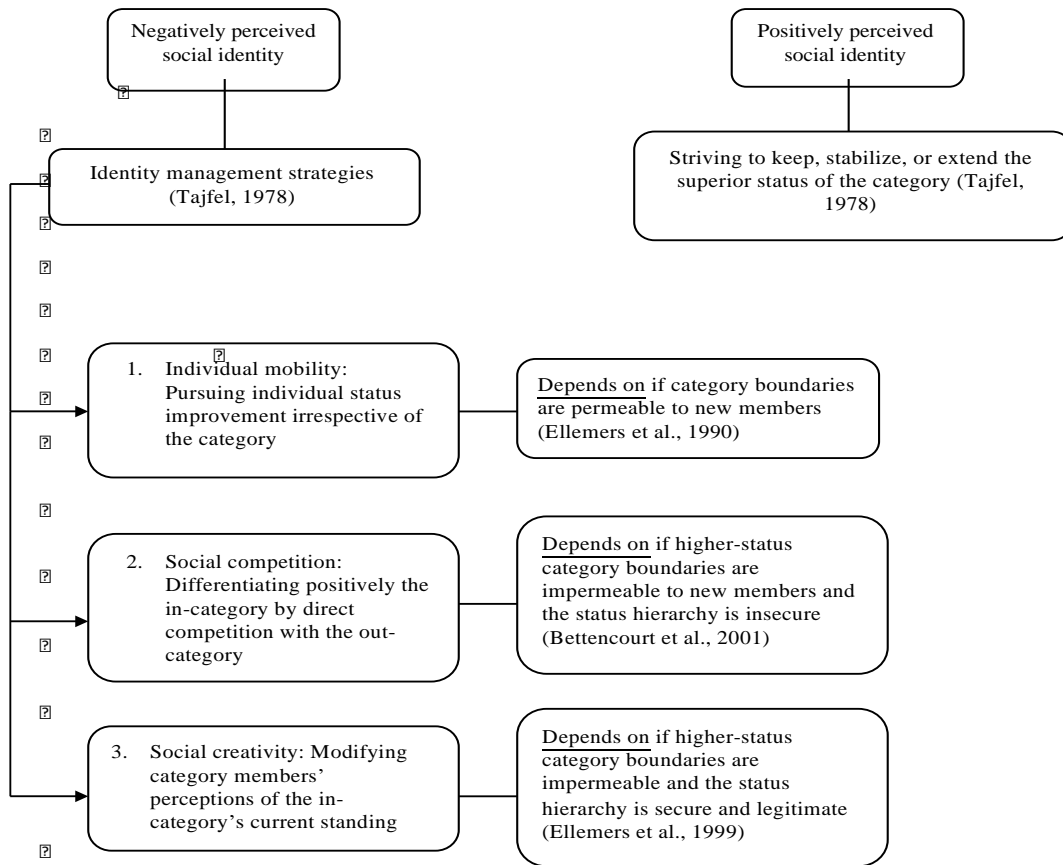 Negatively perceived
social identity
Positively perceived
social identity
Identity management strategies
(Tajfel, 1978)
Striving to keep, stabilize, or extend the
superior status of the category (Tajfel,
1978)
1. Individual mobility:
Pursuing individual status
improvement irrespective of
the category
Depends on if category boundaries
are permeable to new members
(Ellemers et al., 1990)
2. Social competition:
Differentiating positively the
in-category by direct
competition with the out-
category
Depends on if higher-status
category boundaries are
impermeable to new members and
the status hierarchy is insecure
(Bettencourt et al., 2001)
3. Social creativity: Modifying
category members’
perceptions of the in-
category’s current standing
Depends on if higher-status
category boundaries are
impermeable and the status
hierarchy is secure and legitimate
(Ellemers et al., 1999)